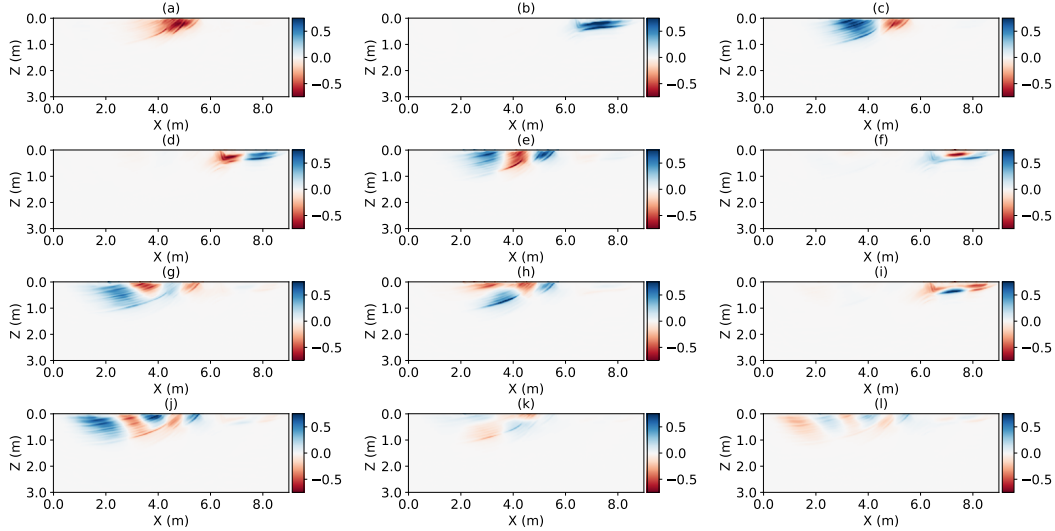 (a) (b) (c)
Z (m) 0.0 1.0 2.0 3.0 0.5 0.0 −0.5 Z (m) 0.0 1.0 2.0 3.0 0.5 0.0 −0.5 Z (m) 0.0 1.0 2.0 3.0 0.5 0.0 −0.5
0.0 2.0 4.0 6.0 8.0 0.0 2.0 4.0 6.0 8.0 0.0 2.0 4.0 6.0 8.0
X (m) X (m) X (m)
(d) (e) (f)
Z (m) 0.0 1.0 2.0 3.0 0.5 0.0 −0.5 Z (m) 0.0 1.0 2.0 3.0 0.5 0.0 −0.5 Z (m) 0.0 1.0 2.0 3.0 0.5 0.0 −0.5
0.0 2.0 4.0 6.0 8.0 0.0 2.0 4.0 6.0 8.0 0.0 2.0 4.0 6.0 8.0
X (m) X (m) X (m)
(g) (h) (i)
Z (m) 0.0 1.0 2.0 3.0 0.5 0.0 −0.5 Z (m) 0.0 1.0 2.0 3.0 0.5 0.0 −0.5 Z (m) 0.0 1.0 2.0 3.0 0.5 0.0 −0.5
0.0 2.0 4.0 6.0 8.0 0.0 2.0 4.0 6.0 8.0 0.0 2.0 4.0 6.0 8.0
X (m) X (m) X (m)
(j) (k) (l)
Z (m) 0.0 1.0 2.0 3.0 0.5 0.0 −0.5 Z (m) 0.0 1.0 2.0 3.0 0.5 0.0 −0.5 Z (m) 0.0 1.0 2.0 3.0 0.5 0.0 −0.5
0.0 2.0 4.0 6.0 8.0 0.0 2.0 4.0 6.0 8.0 0.0 2.0 4.0 6.0 8.0
X (m) X (m) X (m)